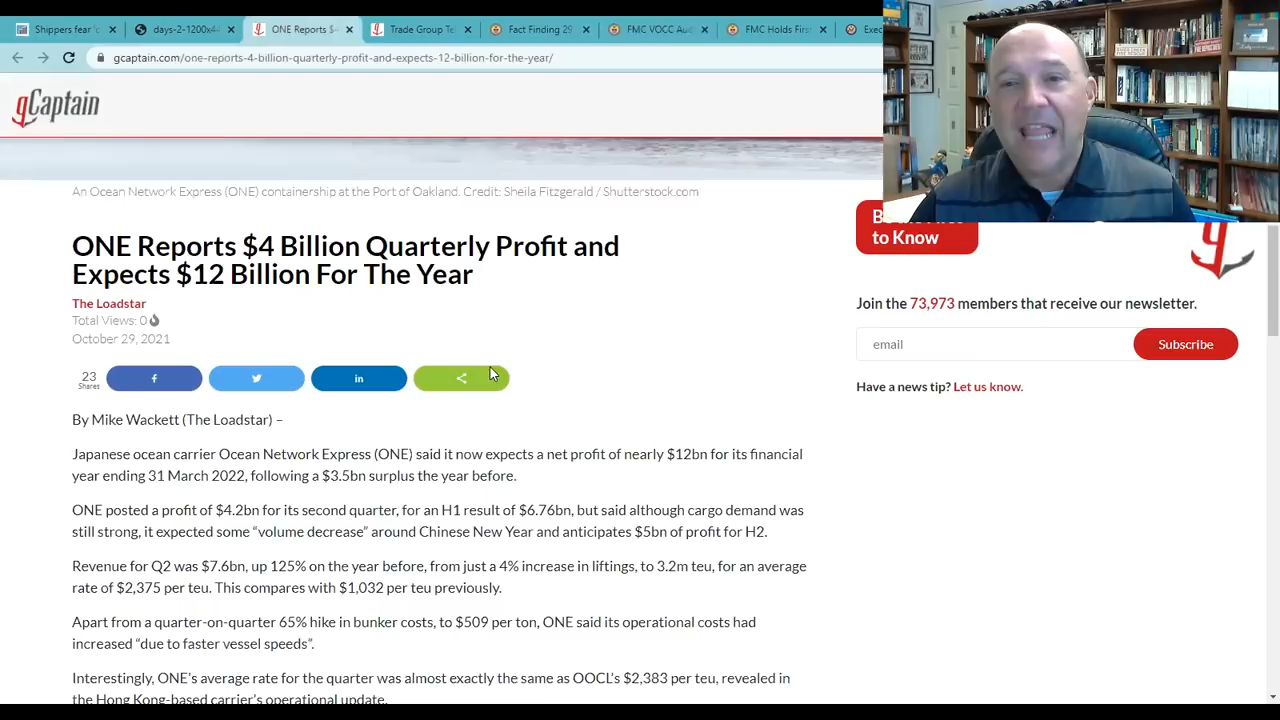 Shippers fear 'c
days-2-1200x4
ONE Reports $4
Trade Group Te
Fact Finding 29
FMC VOCC Aud
FMC Holds First
Exec
gcaptain.com/one-reports-4-billion-quarterly-profit-and-expects-12-billion-for-the-year/
gCaptain
An Ocean Network Express (ONE) containership at the Port of Oakland. Credit: Sheila Fitzgerald / Shutterstock.com
ONE Reports $4 Billion Quarterly Profit and
Expects $12 Billion For The Year
The Loadstar
Total Views: 0
October 29, 2021
23
Shares
By Mike Wackett (The Loadstar) –
Japanese ocean carrier Ocean Network Express (ONE) said it now expects a net profit of nearly $12bn for its financial
year ending 31 March 2022, following a $3.5bn surplus the year before.
ONE posted a profit of $4.2bn for its second quarter, for an H1 result of $6.76bn, but said although cargo demand was
still strong, it expected some “volume decrease” around Chinese New Year and anticipates $5bn of profit for H2.
Revenue for Q2 was $7.6bn, up 125% on the year before, from just a 4% increase in liftings, to 3.2m teu, for an average
rate of $2,375 per teu. This compares with $1,032 per teu previously.
Apart from a quarter-on-quarter 65% hike in bunker costs, to $509 per ton, ONE said its operational costs had
increased “due to faster vessel speeds”.
Interestingly, ONE’s average rate for the quarter was almost exactly the same as OOCL’s $2,383 per teu, revealed in
the Hong Kong-based carrier’s operational update.
to Know
Join the 73,973 members that receive our newsletter.
email
Subscribe
Have a news tip? Let us know.